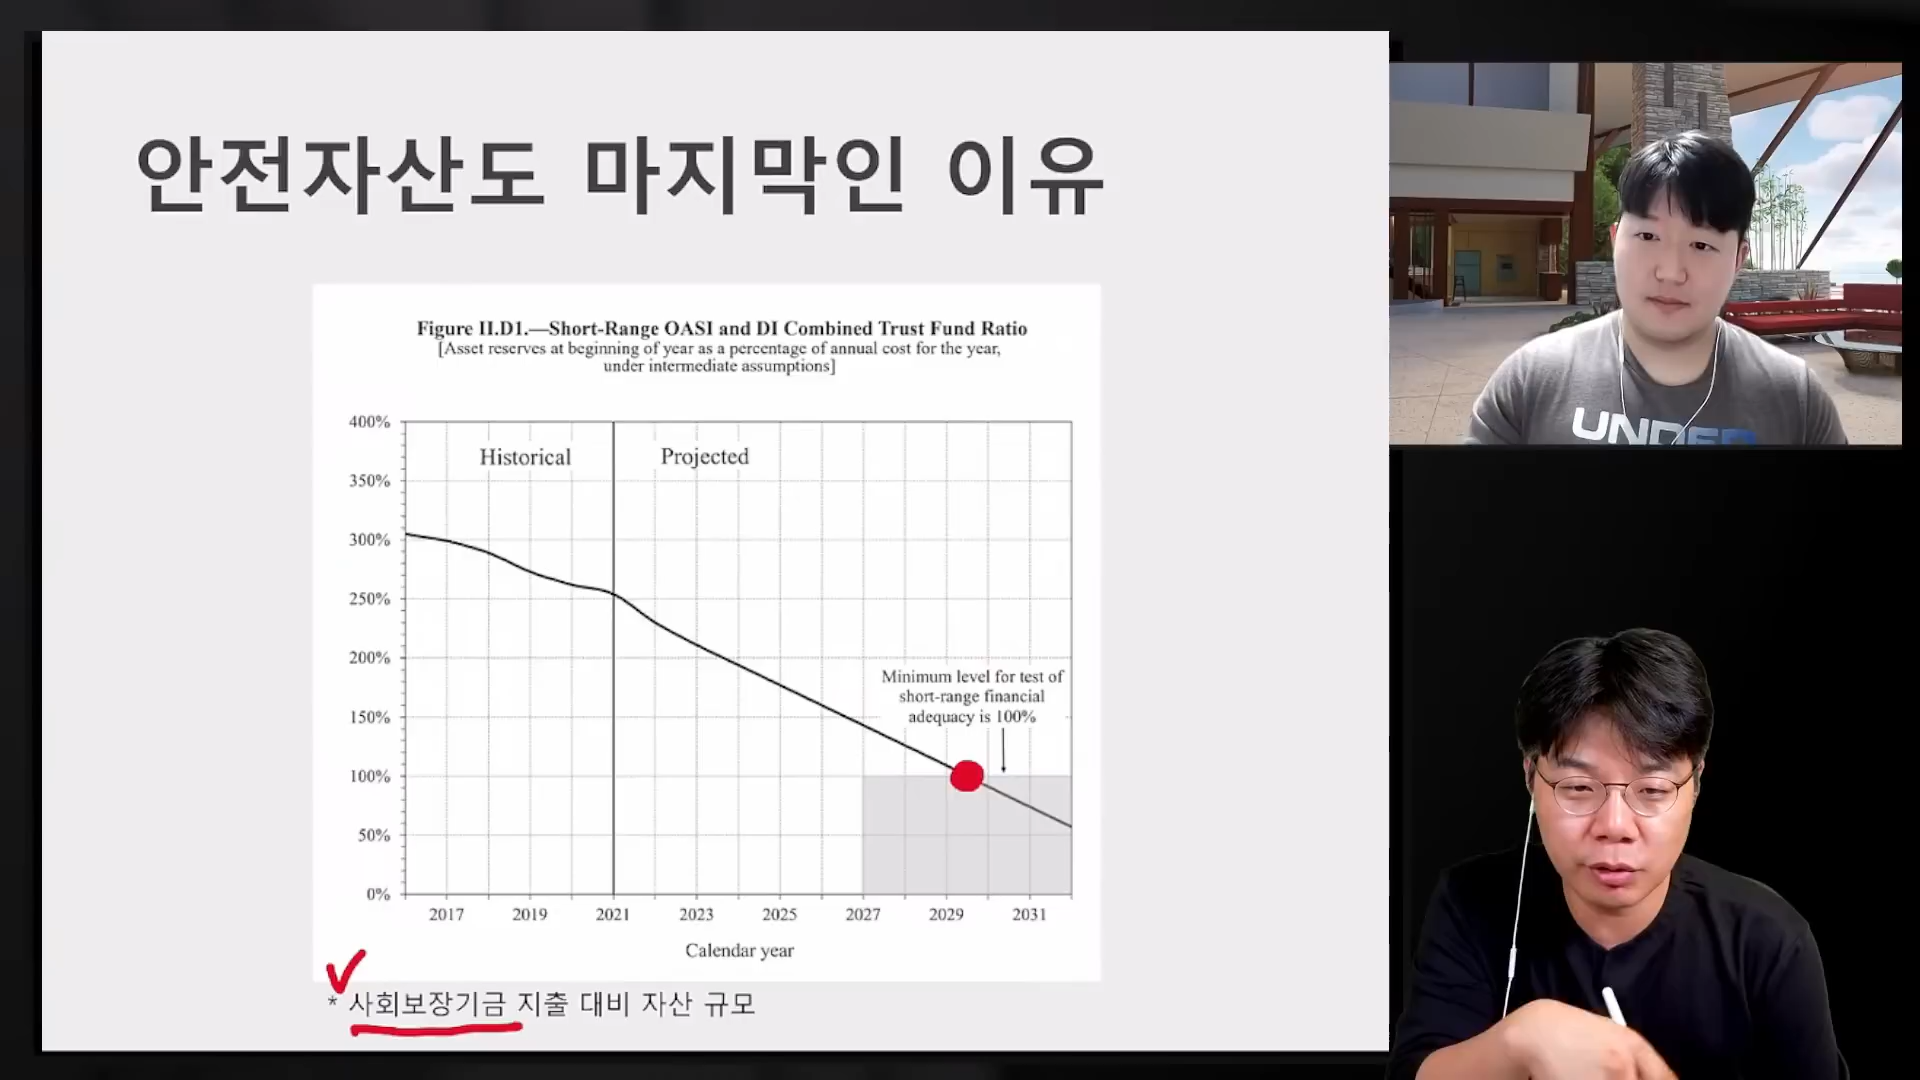 안전자산도 마지막인 이유
Figure II.D1.—Short-Range OASI and DI Combined Trust Fund Ratio
[Asset reserves at beginning of year as a percentage of annual cost for the year,
under intermediate assumptions]
400%
350%
300%
250%
200%
150%
100%
50%
0%
Historical
Projected
Minimum level for test of
short-range financial
adequacy is 100%
2017 2019 2021 2023 2025 2027 2029 2031
Calendar year
* 사회보장기금 지출 대비 자산 규모
UNDER